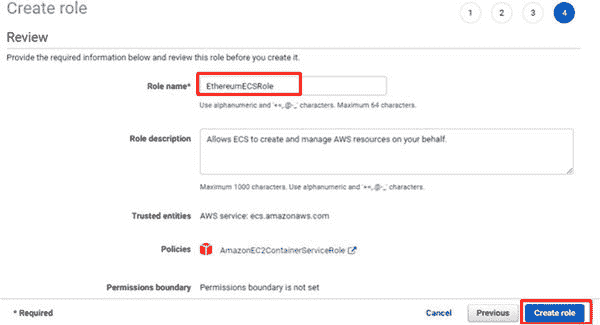 Create role
1 2 3 4
Review
Provide the required information below and review this role before you create it.
Role name* EthereumECSRole
Use alphanumeric and '+=,.@-_' characters. Maximum 64 characters.
Role description Allows ECS to create and manage AWS resources on your behalf.
Maximum 1000 characters. Use alphanumeric and '+=,.@-_' characters.
Trusted entities AWS service: ecs.amazonaws.com
Policies AmazonEC2ContainerServiceRole
Permissions boundary Permissions boundary is not set
* Required Cancel Previous Create role